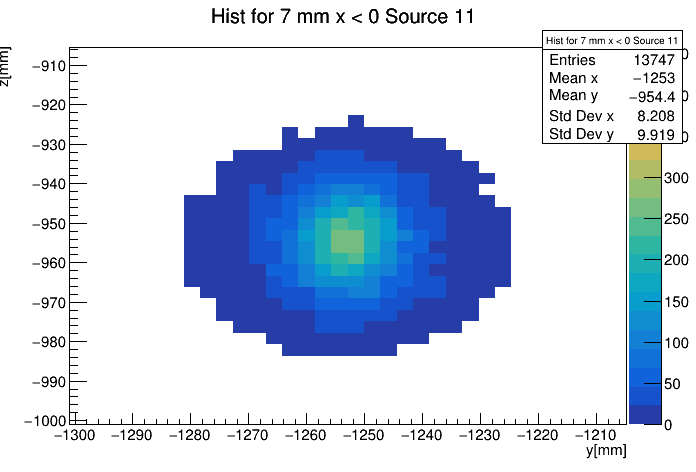 Hist for 7 mm x < 0 Source 11
Hist for 7 mm x < 0 Source 11
Entries 13747
Mean x −1253
Mean y −954.4
Std Dev x 8.208
Std Dev y 9.919
z[mm]
−910
−920
−930
−940
−950
−960
−970
−980
−990
−1000
−1300 −1290 −1280 −1270 −1260 −1250 −1240 −1230 −1220 −1210
y[mm]
300
250
200
150
100
50
0